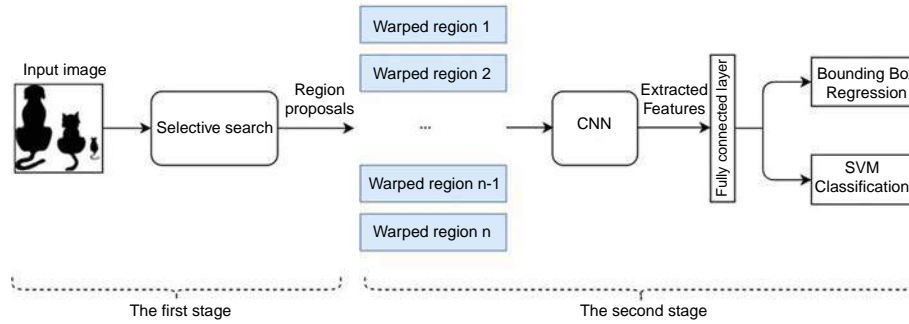 Input image
Selective search
Region
proposals
Warped region 1
Warped region 2
...
Warped region n-1
Warped region n
CNN
Extracted
Features
Fully connected layer
Bounding Box
Regression
SVM
Classification
The first stage
The second stage